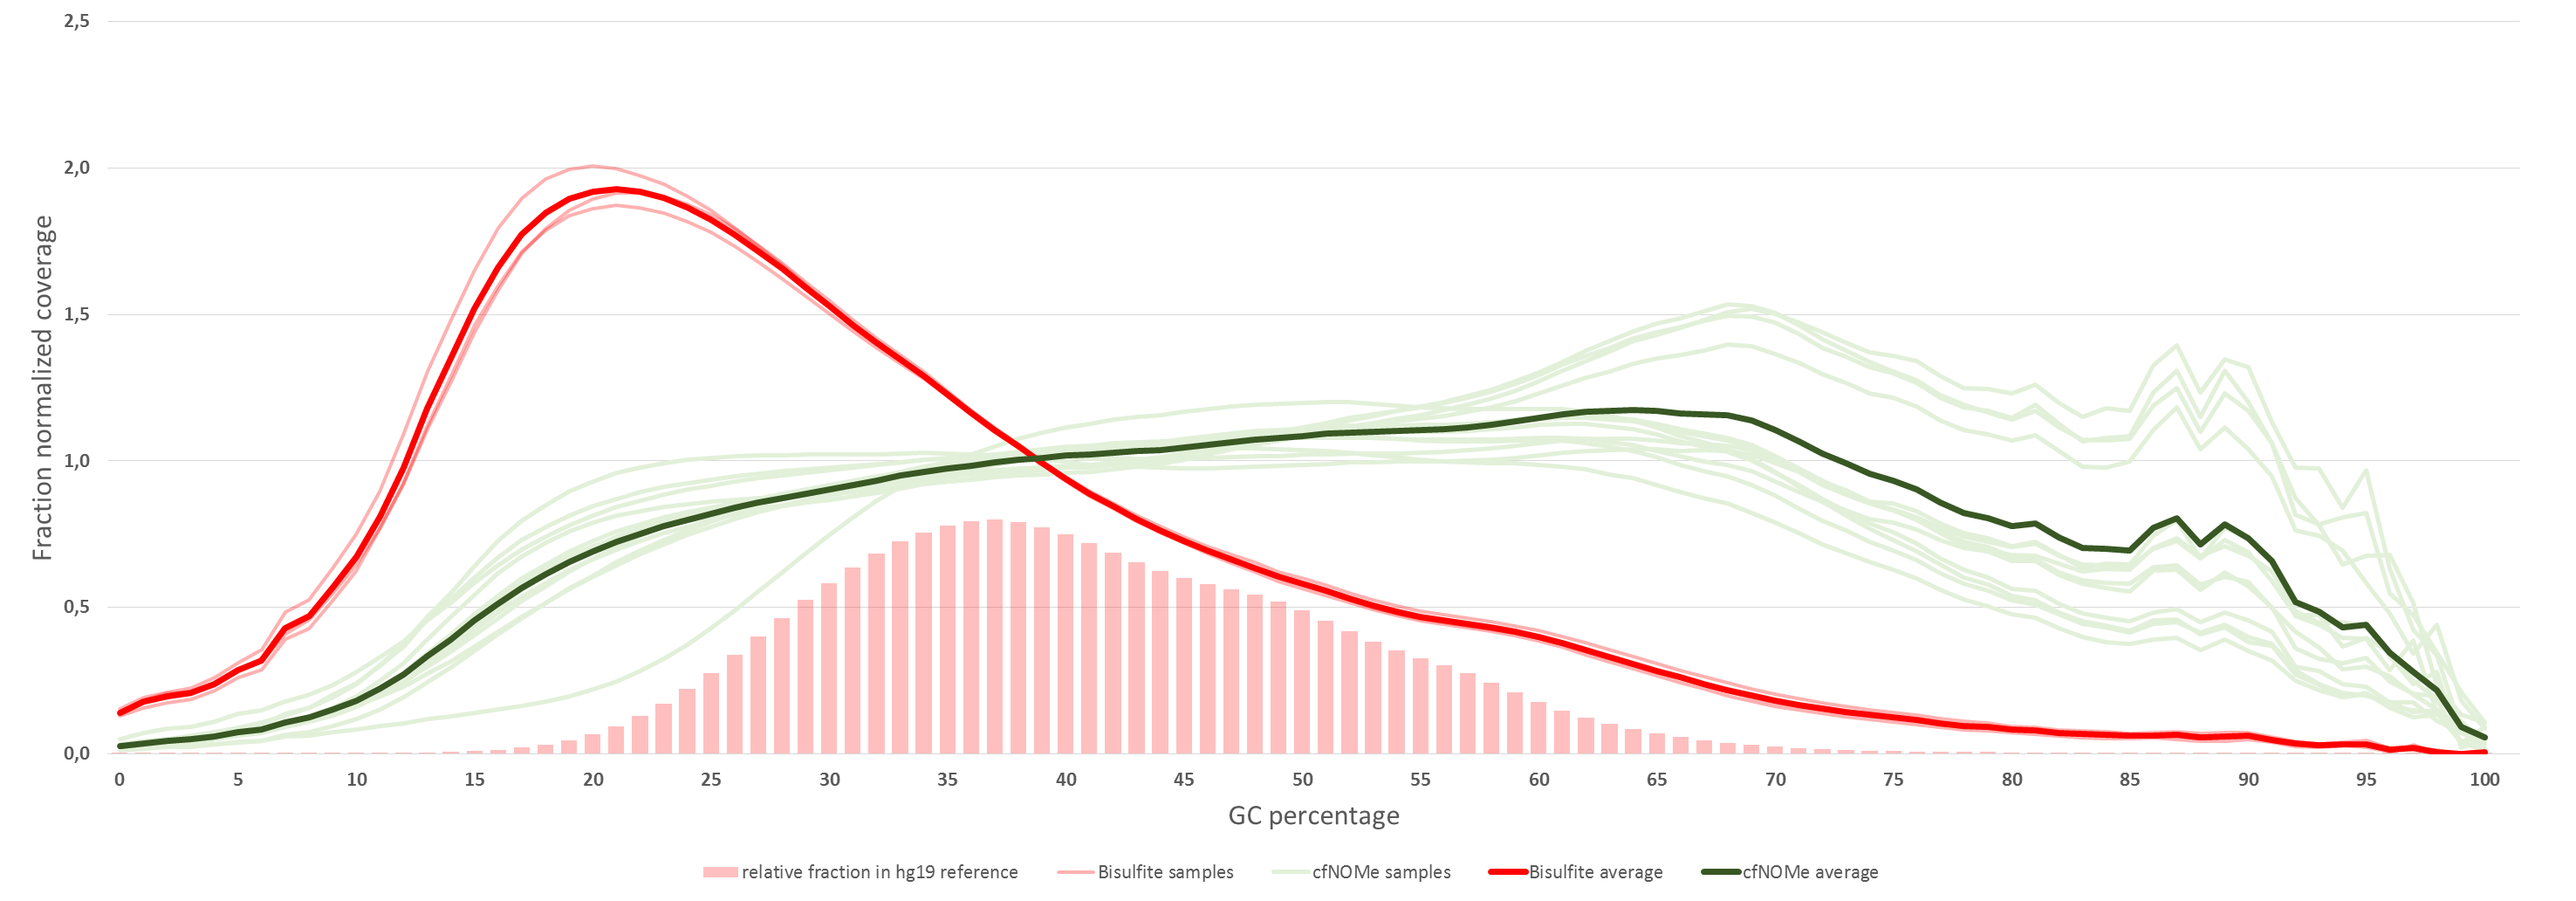 2,5
2,0
1,5
1,0
0,5
0,0
Fraction normalized coverage
0 5 10 15 20 25 30 35 40 45 50 55 60 65 70 75 80 85 90 95 100
GC percentage
relative fraction in hg19 reference Bisulfite samples cfNOMe samples Bisulfite average cfNOMe average